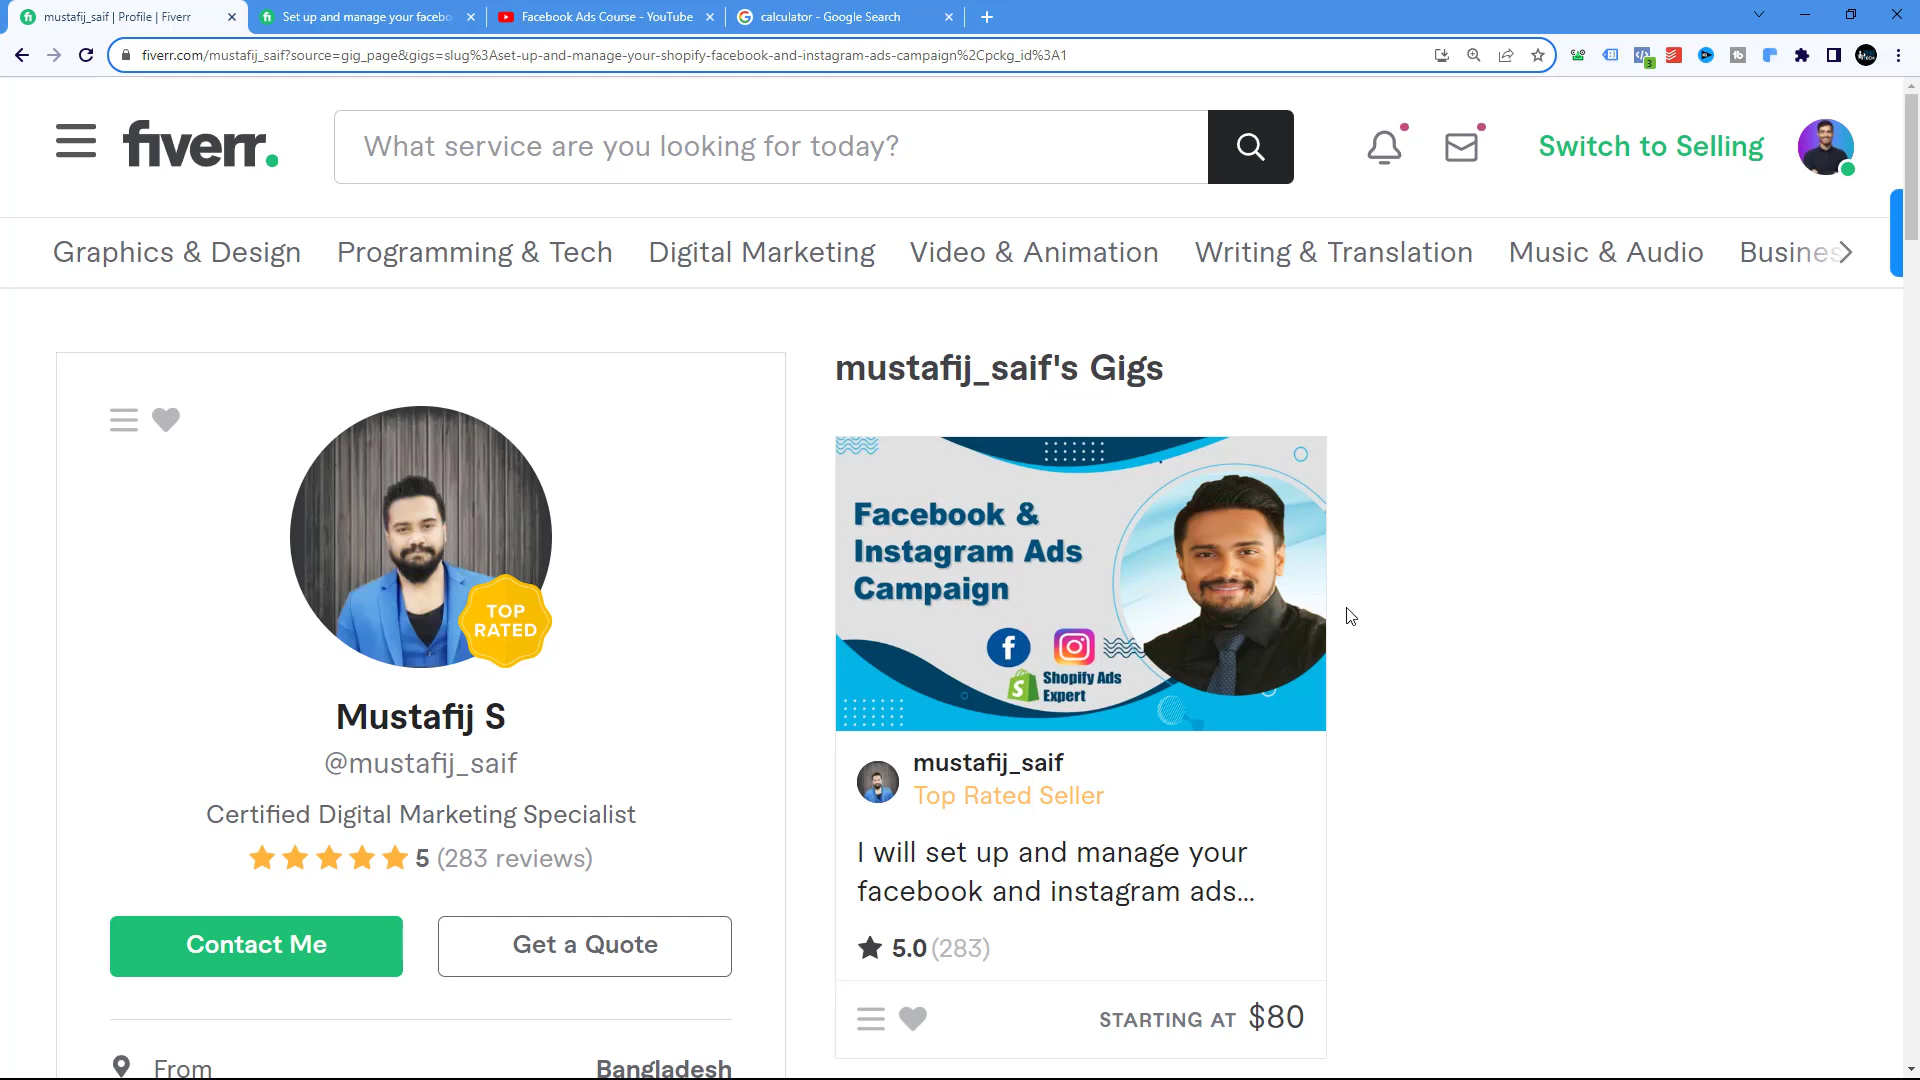 mustafij_saif | Profile | Fiverr
Set up and manage your facebo
Facebook Ads Course - YouTube
calculator - Google Search
fiverr.com/mustafij_saif?source=gig_page&gigs=slug%3Aset-up-and-manage-your-shopify-facebook-and-instagram-ads-campaign%2Cpckg_id%3A1
3
fiverr.
What service are you looking for today?
Switch to Selling
Graphics & Design
Programming & Tech
Digital Marketing
Video & Animation
Writing & Translation
Music & Audio
Busines
TOP
RATED
Mustafij S
@mustafij_saif
Certified Digital Marketing Specialist
5 (283 reviews)
Contact Me
Get a Quote
From
Bangladesh
mustafij_saif's Gigs
Facebook &
Instagram Ads
Campaign
Shopify Ads
Expert
mustafij_saif
Top Rated Seller
I will set up and manage your
facebook and instagram ads...
5.0 (283)
STARTING AT $80